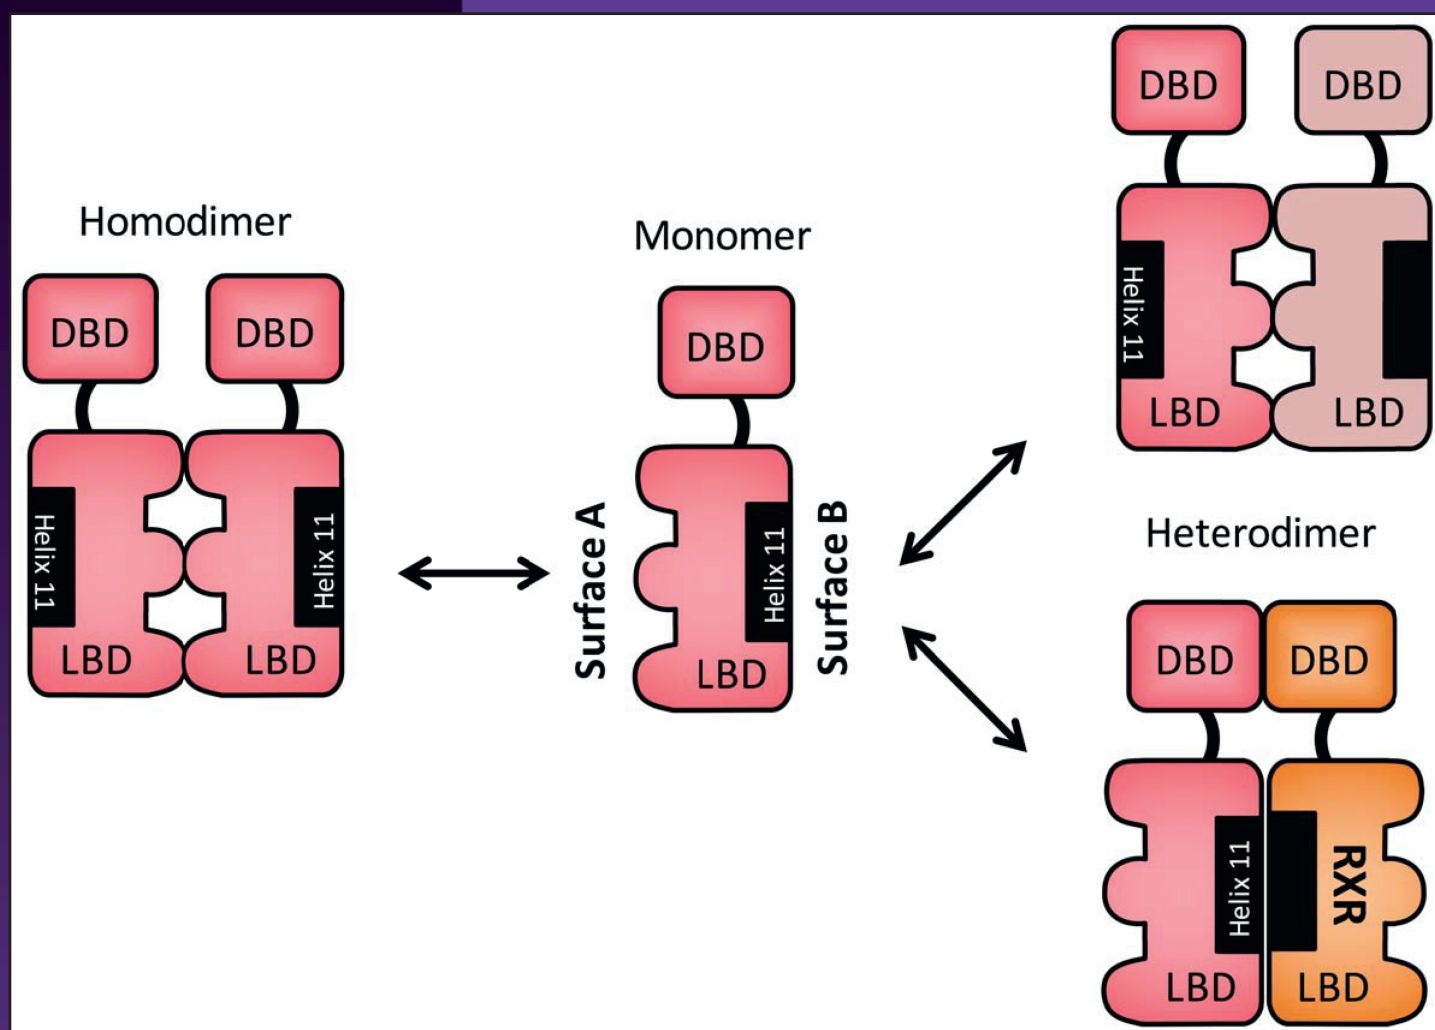 Homodimer
DBD
DBD
Helix 11
Helix 11
LBD
LBD
Monomer
DBD
Surface A
Helix 11
Surface B
LBD
DBD
DBD
Helix 11
LBD
LBD
Heterodimer
DBD
DBD
Helix 11
RXR
LBD
LBD